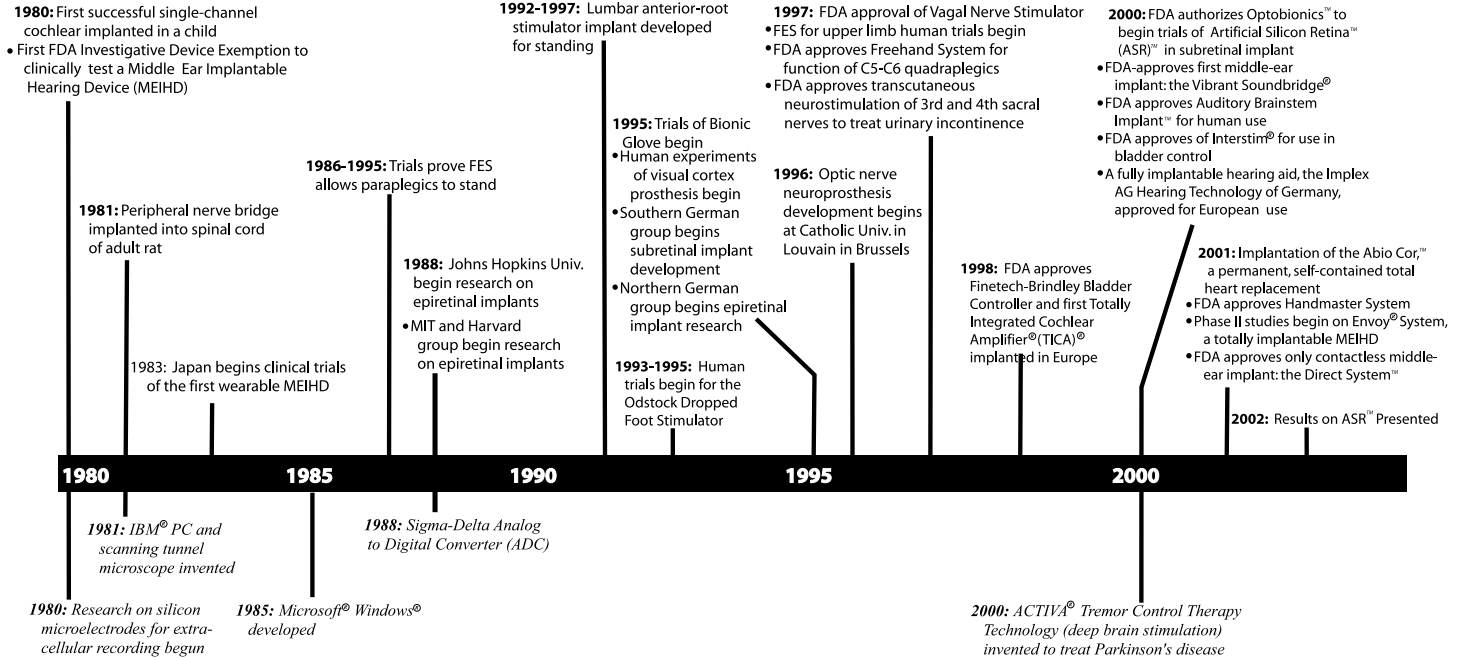 1980: First successful single-channel
cochlear implanted in a child
• First FDA Investigative Device Exemption to
clinically test a Middle Ear Implantable
Hearing Device (MEIHD)
1981: Peripheral nerve bridge
implanted into spinal cord
of adult rat
1983: Japan begins clinical trials
of the first wearable MEIHD
1986-1995: Trials prove FES
allows paraplegics to stand
1988: Johns Hopkins Univ.
begin research on
epiretinal implants
• MIT and Harvard
group begin research
on epiretinal implants
1992-1997: Lumbar anterior-root
stimulator implant developed
for standing
1995: Trials of Bionic
Glove begin
• Human experiments
of visual cortex
prosthesis begin
• Southern German
group begins
subretinal implant
development
• Northern German
group begins epiretinal
implant research
1993-1995: Human
trials begin for the
Odstock Dropped
Foot Stimulator
1997: FDA approval of Vagal Nerve Stimulator
• FES for upper limb human trials begin
• FDA approves Freehand System for
function of C5-C6 quadraplegics
• FDA approves transcutaneous
neurostimulation of 3rd and 4th sacral
nerves to treat urinary incontinence
1996: Optic nerve
neuroprosthesis
development begins
at Catholic Univ. in
Louvain in Brussels
1998: FDA approves
Finetech-Brindley Bladder
Controller and first Totally
Integrated Cochlear
Amplifier® (TICA)®
implanted in Europe
2000: FDA authorizes Optobionics™ to
begin trials of Artificial Silicon Retina™
(ASR)™ in subretinal implant
• FDA-approves first middle-ear
implant: the Vibrant Soundbridge®
• FDA approves Auditory Brainstem
Implant™ for human use
• FDA approves of Interstim® for use in
bladder control
• A fully implantable hearing aid, the Implex
AG Hearing Technology of Germany,
approved for European use
2001: Implantation of the Abio Cor,™
a permanent, self-contained total
heart replacement
• FDA approves Handmaster System
• Phase II studies begin on Envoy® System,
a totally implantable MEIHD
• FDA approves only contactless middle-
ear implant: the Direct System™
2002: Results on ASR™ Presented
1980 1985 1990 1995 2000
1981: IBM® PC and
scanning tunnel
microscope invented
1988: Sigma-Delta Analog
to Digital Converter (ADC)
1980: Research on silicon
microelectrodes for extra-
cellular recording begun
1985: Microsoft® Windows®
developed
2000: ACTIVA® Tremor Control Therapy
Technology (deep brain stimulation)
invented to treat Parkinson's disease